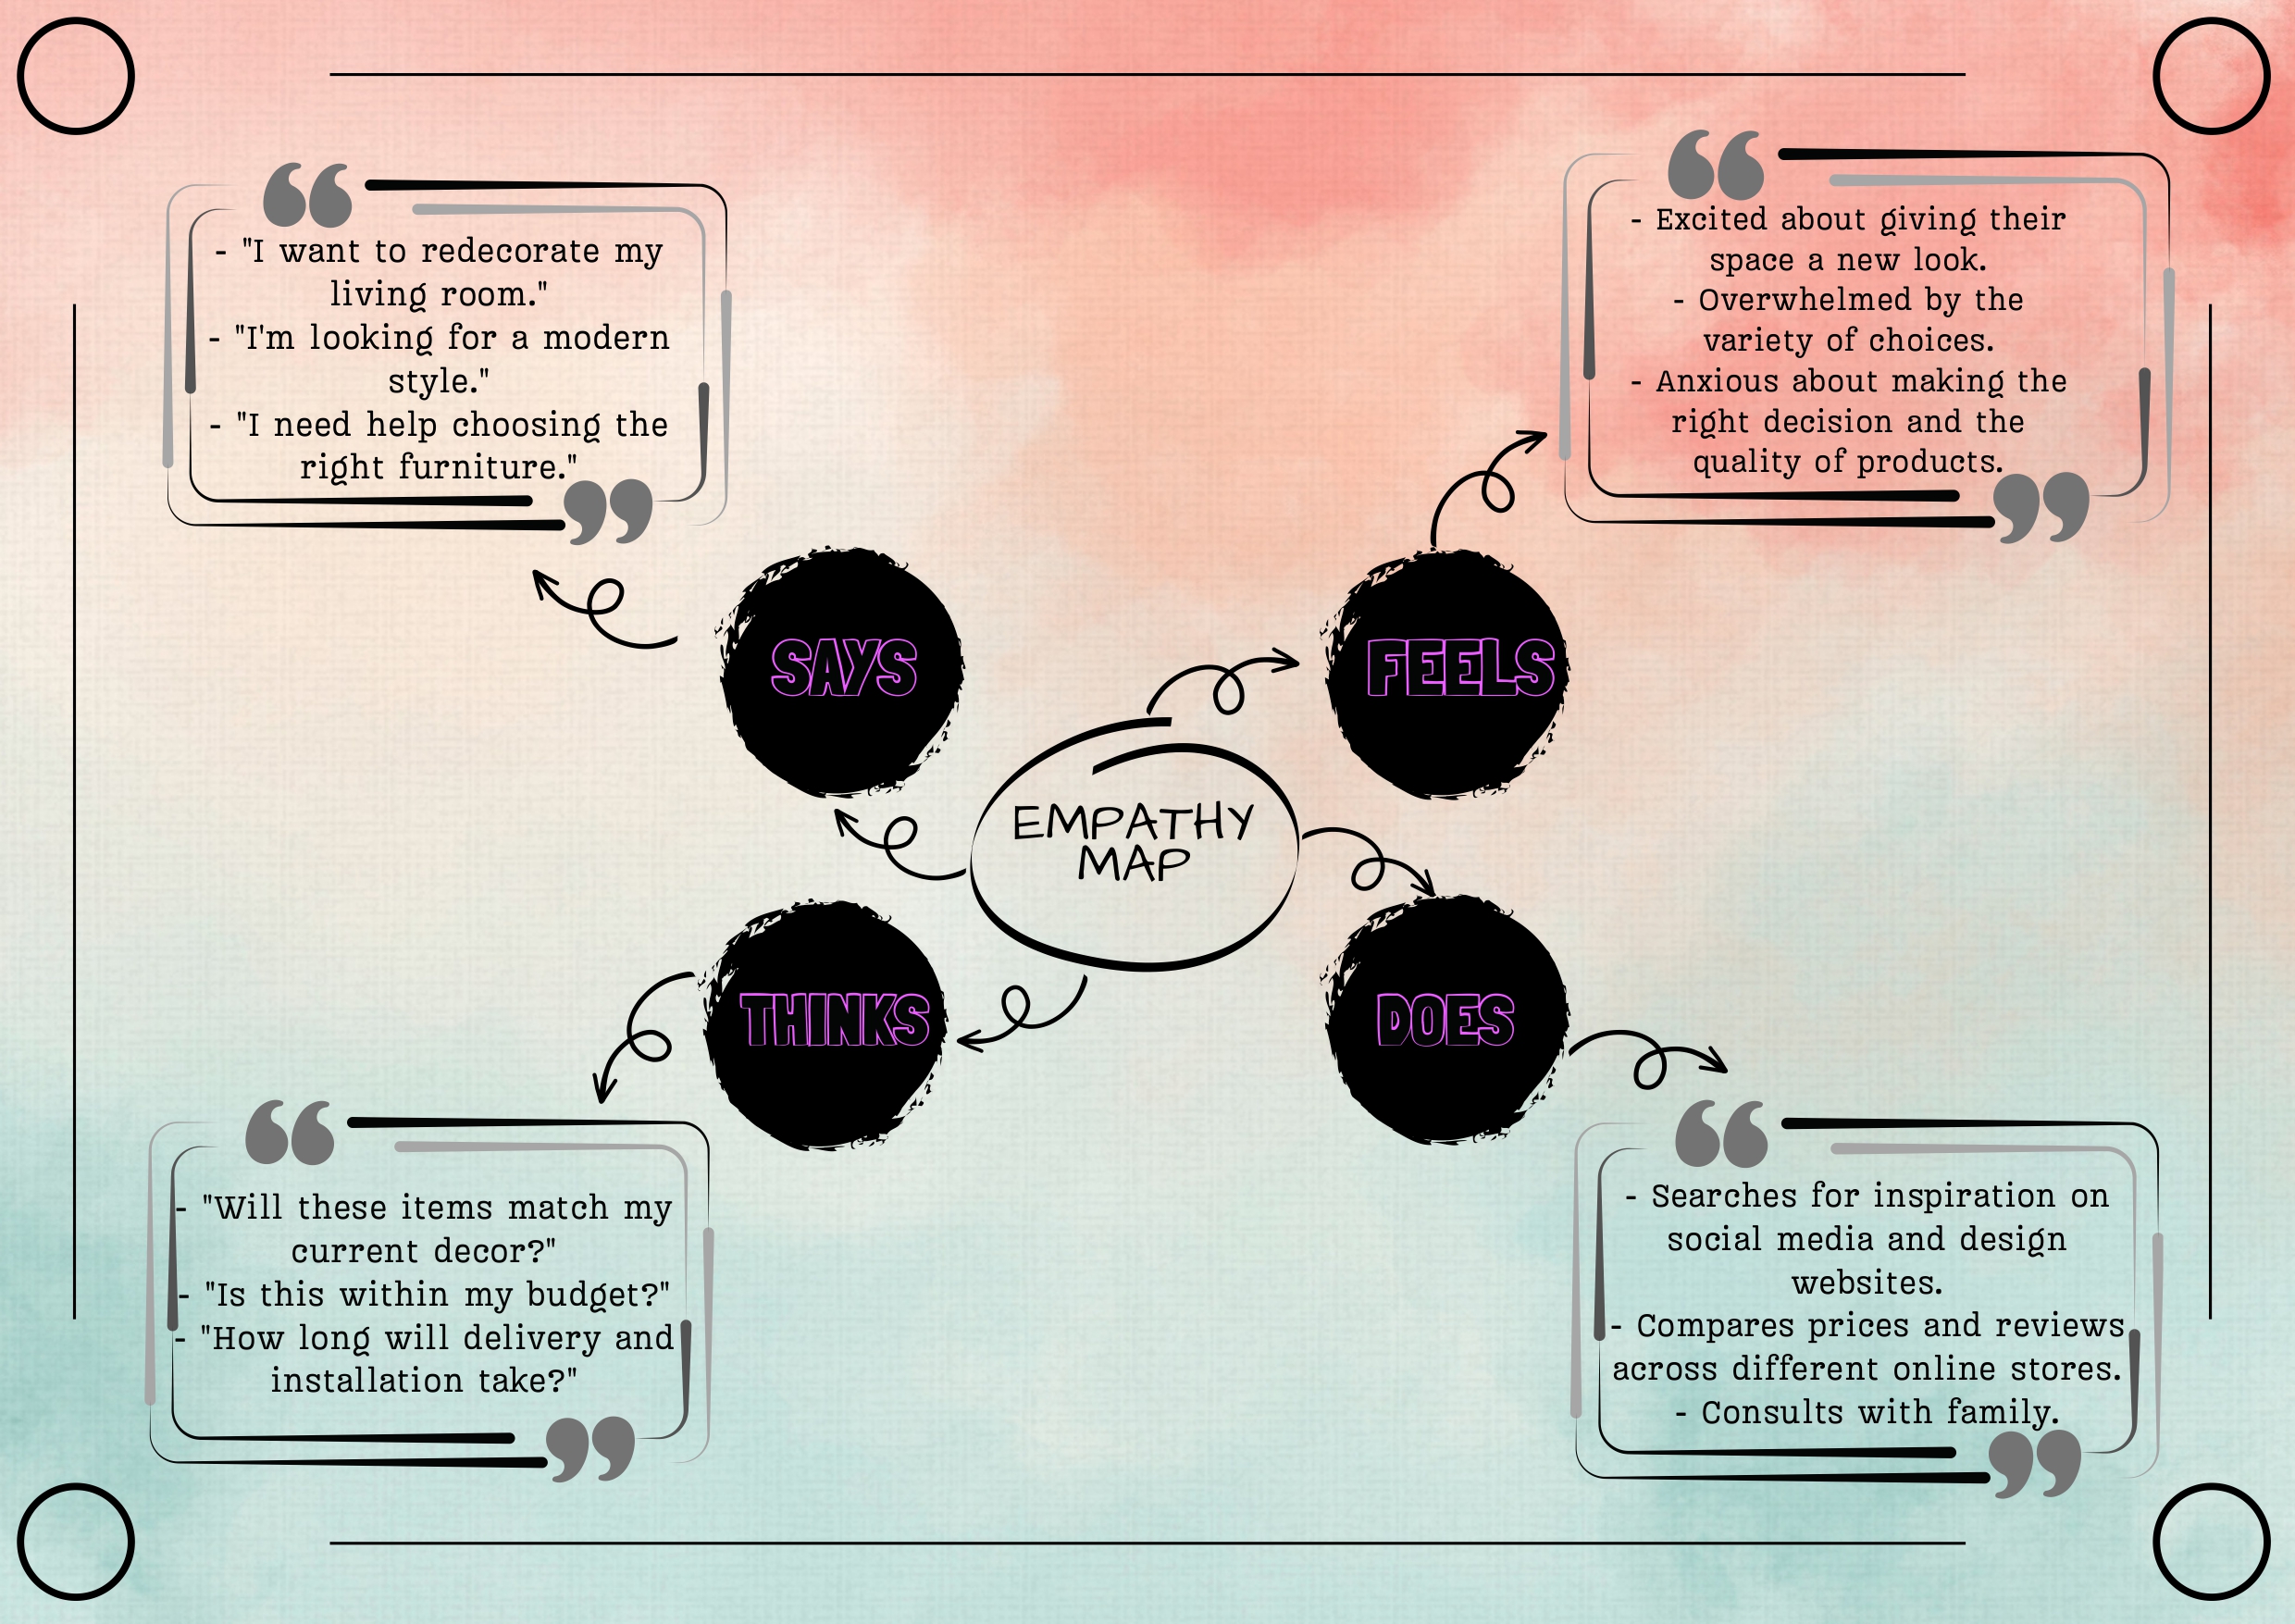 - "I want to redecorate my
living room."
- "I'm looking for a modern
style."
- "I need help choosing the
right furniture."
- Excited about giving their
space a new look.
- Overwhelmed by the
variety of choices.
- Anxious about making the
right decision and the
quality of products.
SAYS
FEELS
EMPATHY
MAP
THINKS
DOES
- "Will these items match my
current decor?"
- "Is this within my budget?"
- "How long will delivery and
installation take?"
- Searches for inspiration on
social media and design
websites.
- Compares prices and reviews
across different online stores.
- Consults with family.